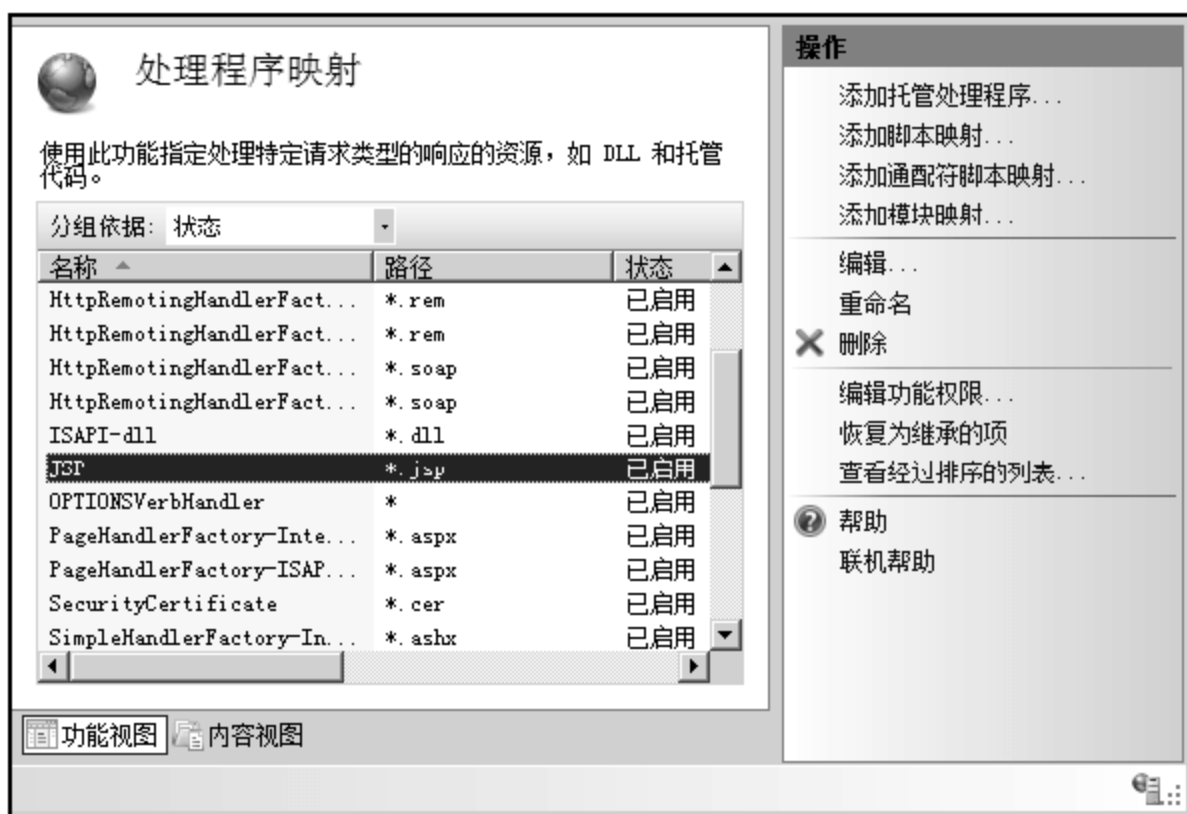 处理程序映射
使用此功能指定处理特定请求类型的响应的资源，如 DLL 和托管
代码。
分组依据: 状态
名称 路径 状态
HttpRemotingHandlerFact... *.rem 已启用
HttpRemotingHandlerFact... *.rem 已启用
HttpRemotingHandlerFact... *.soap 已启用
HttpRemotingHandlerFact... *.soap 已启用
ISAPI-dll *.dll 已启用
JSP *.jsp 已启用
OPTIONSVerbHandler * 已启用
PageHandlerFactory-Inte... *.aspx 已启用
PageHandlerFactory-ISAP... *.aspx 已启用
SecurityCertificate *.cer 已启用
SimpleHandlerFactory-In... *.ashx 已启用
功能视图 内容视图
操作
添加托管处理程序...
添加脚本映射...
添加通配符脚本映射...
添加模块映射...
编辑...
重命名
删除
编辑功能权限...
恢复为继承的项
查看经过排序的列表...
帮助
联机帮助